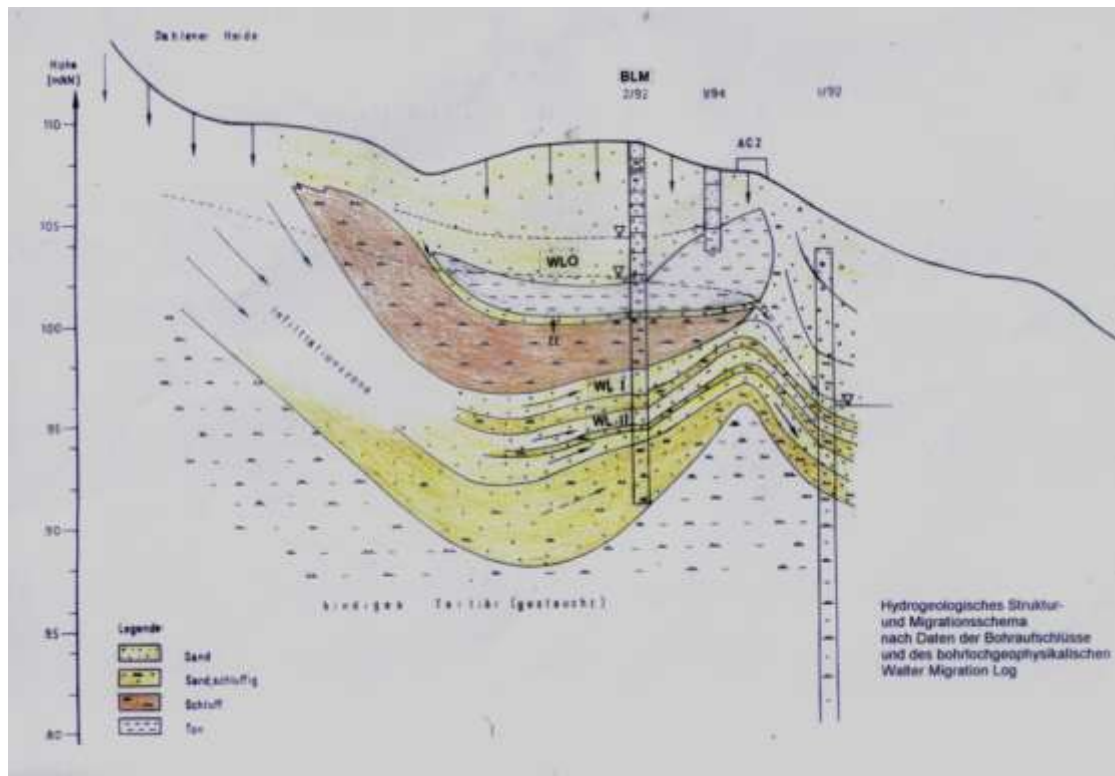 Dahlener Heide
Höhe
[mNN]
BLM
2/92
1/94
1/92
ACZ
110
105
100
95
90
85
80
WLO
Infiltrationszone
WL I
WL II
bindiges Tertiär (gestaucht)
Legende:
Sand
Sand, schluffig
Schluff
Ton
Hydrogeologisches Struktur-
und Migrationsschema
nach Daten der Bohraufschlüsse
und des bohrlochgeophysikalischen
Walter Migration Log